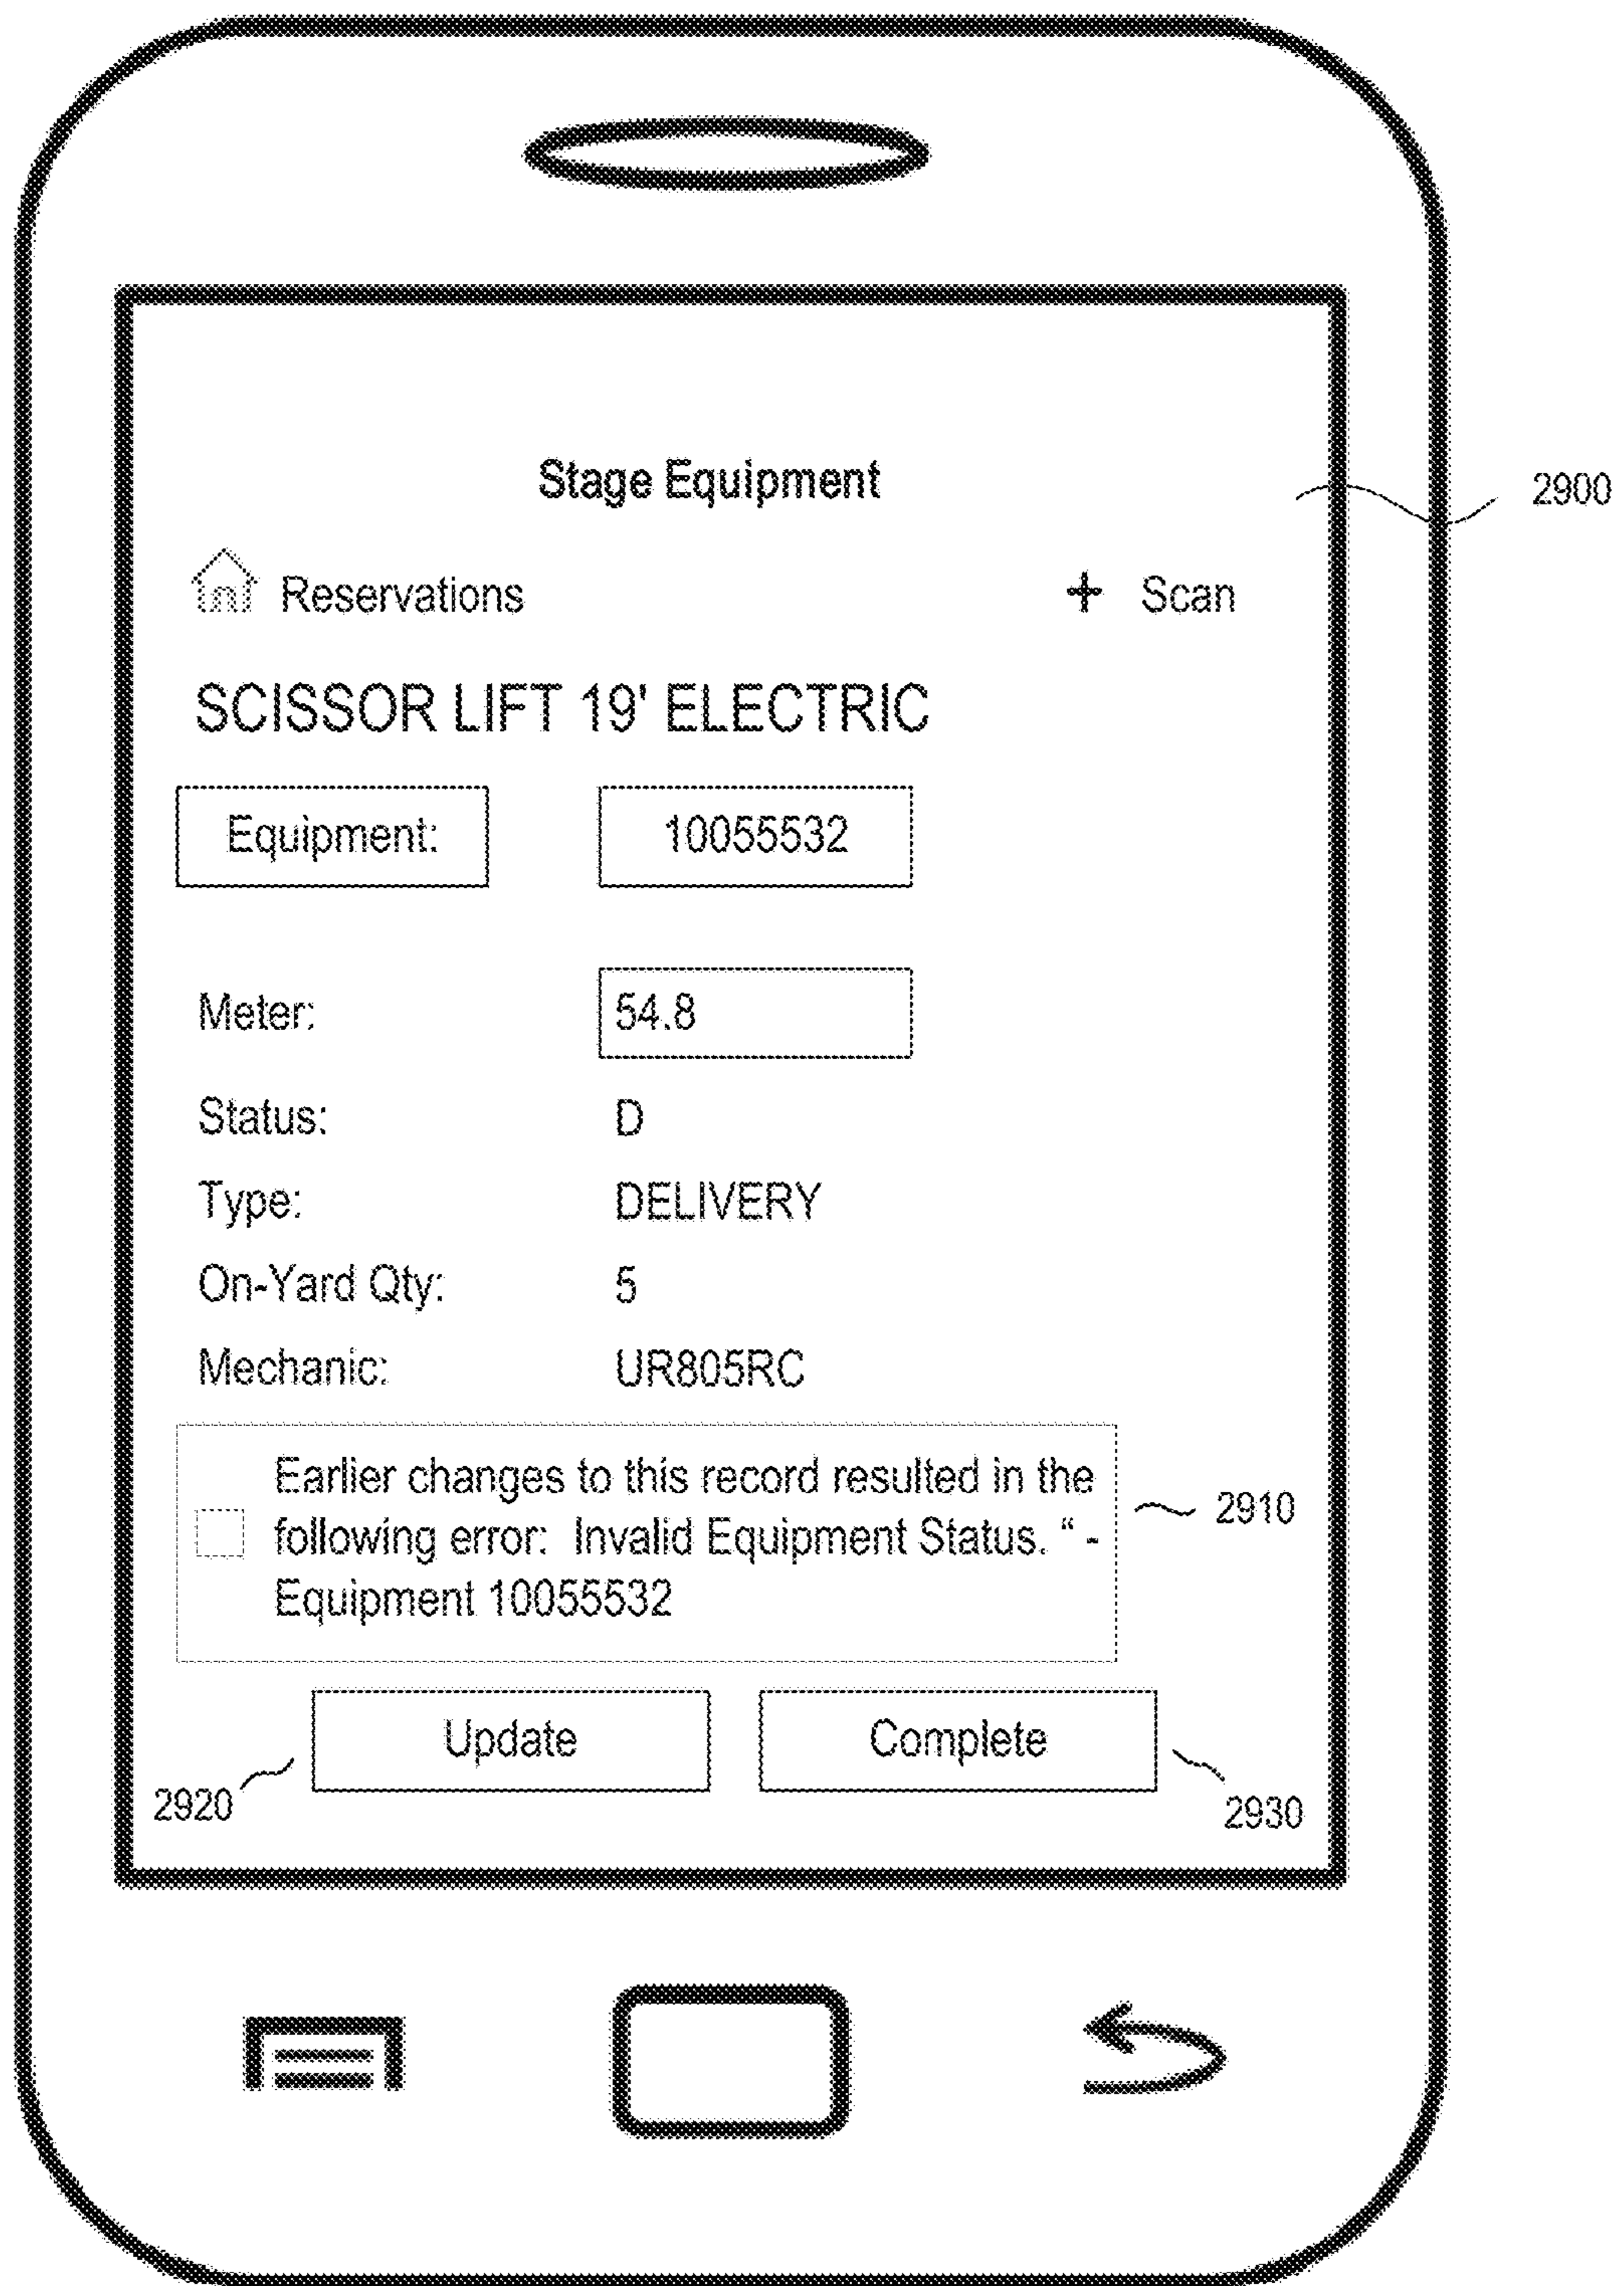 Stage Equipment
2900
Reservations + Scan
SCISSOR LIFT 19' ELECTRIC
Equipment: 10055532
Meter: 54.8
Status: D
Type: DELIVERY
On-Yard Qty: 5
Mechanic: UR805RC
Earlier changes to this record resulted in the
following error: Invalid Equipment Status. “ -
Equipment 10055532
2910
Update Complete
2920
2930